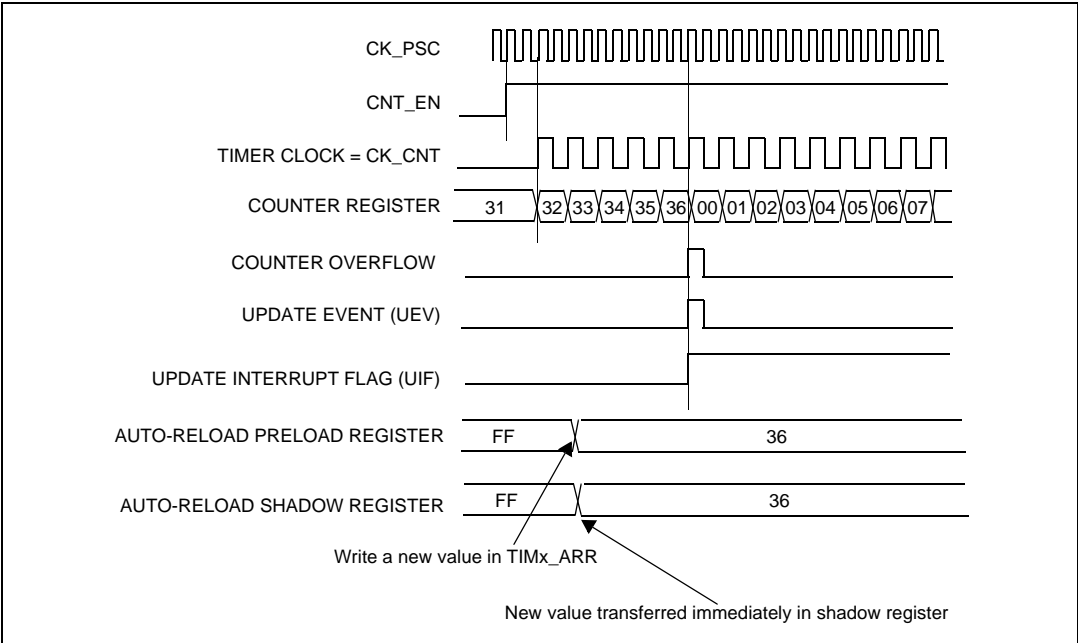 CK_PSC
CNT_EN
TIMER CLOCK = CK_CNT
COUNTER REGISTER 31 32 33 34 35 36 00 01 02 03 04 05 06 07
COUNTER OVERFLOW
UPDATE EVENT (UEV)
UPDATE INTERRUPT FLAG (UIF)
AUTO-RELOAD PRELOAD REGISTER FF 36
AUTO-RELOAD SHADOW REGISTER FF 36
Write a new value in TIMx_ARR
New value transferred immediately in shadow register